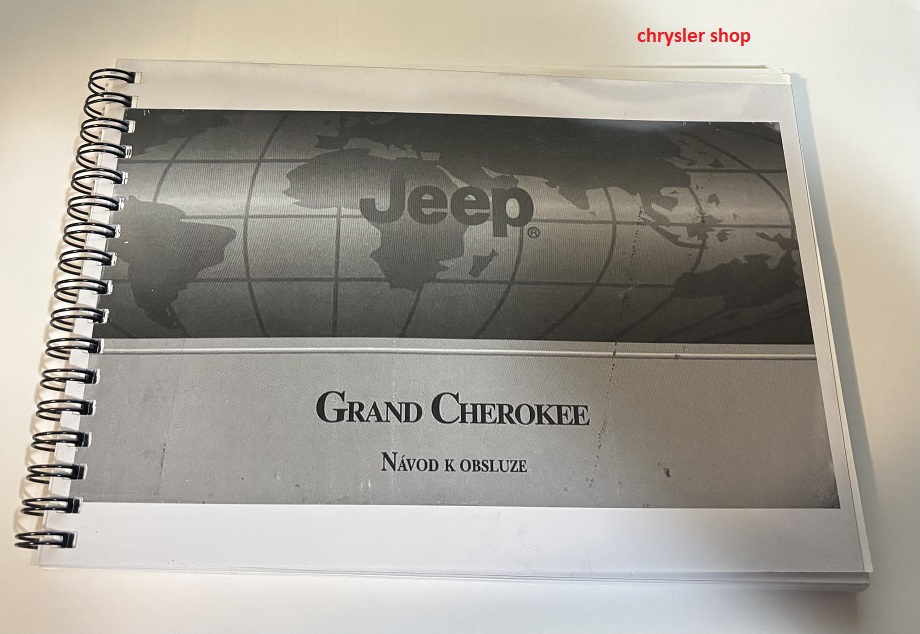 chrysler shop
Jeep®
GRAND CHEROKEE
NÁVOD K OBSLUZE